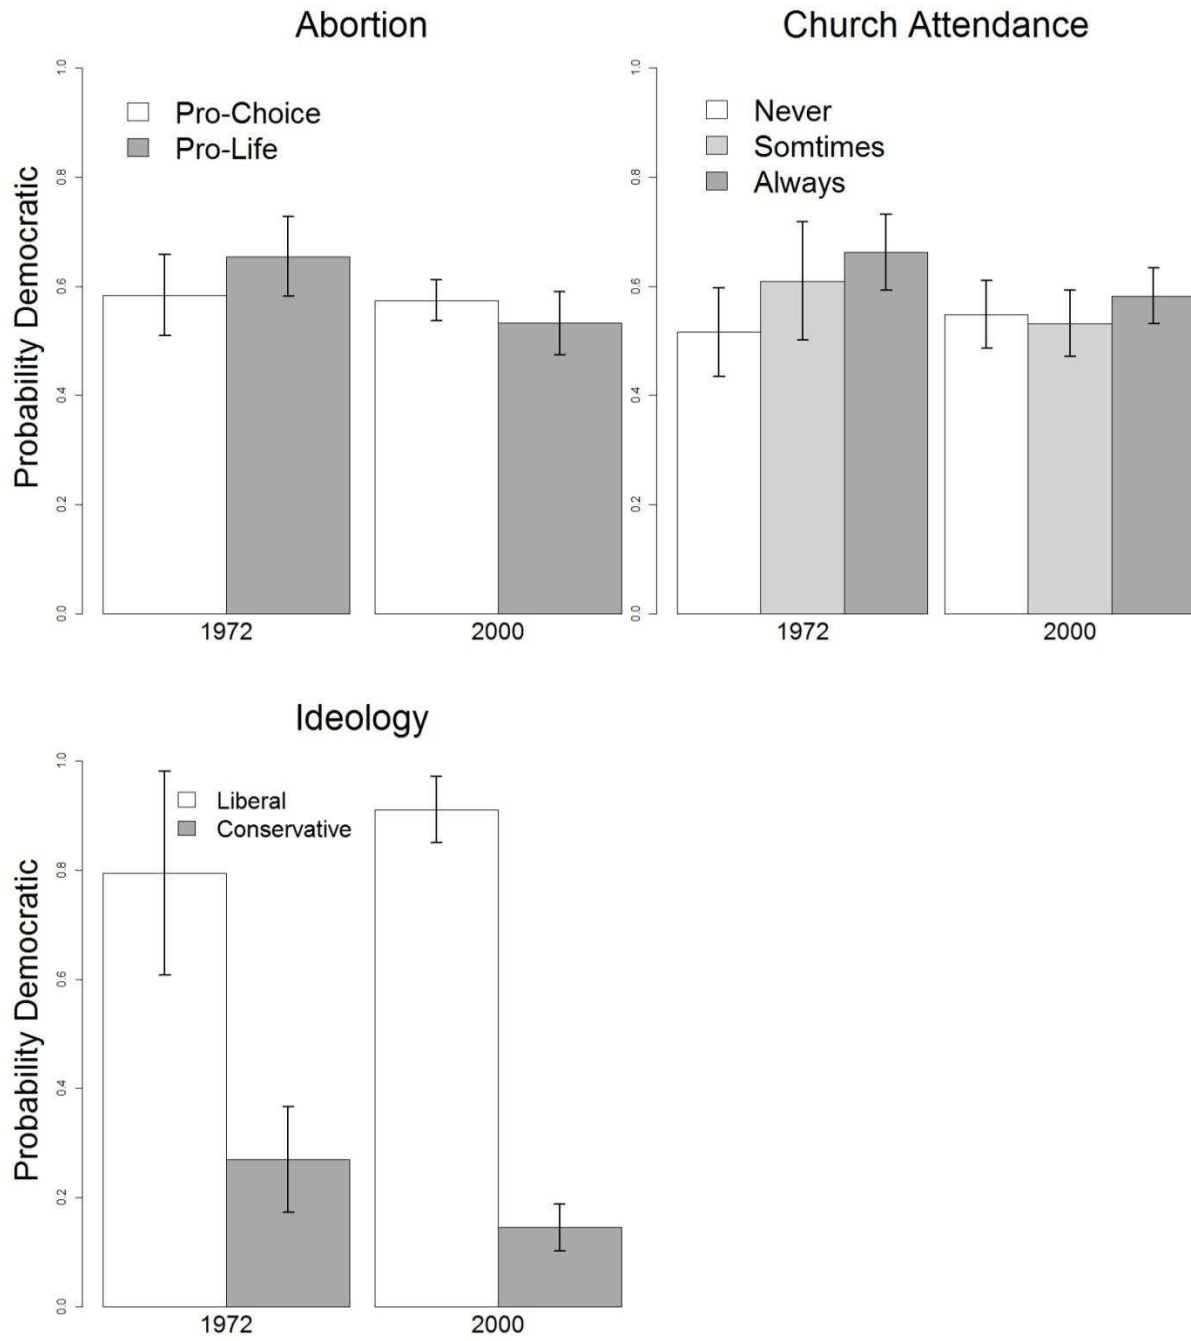 Abortion
Probability Democratic
1.0
0.8
0.6
0.4
0.2
0.0
Pro-Choice
Pro-Life
1972
2000
Church Attendance
1.0
0.8
0.6
0.4
0.2
0.0
Never
Somtimes
Always
1972
2000
Ideology
Probability Democratic
1.0
0.8
0.6
0.4
0.2
0.0
Liberal
Conservative
1972
2000